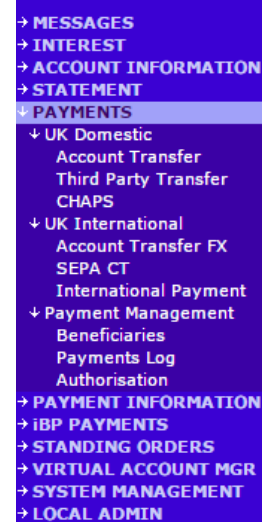 → MESSAGES
→ INTEREST
→ ACCOUNT INFORMATION
→ STATEMENT
↓ PAYMENTS
↓ UK Domestic
Account Transfer
Third Party Transfer
CHAPS
↓ UK International
Account Transfer FX
SEPA CT
International Payment
↓ Payment Management
Beneficiaries
Payments Log
Authorisation
→ PAYMENT INFORMATION
→ iBP PAYMENTS
→ STANDING ORDERS
→ VIRTUAL ACCOUNT MGR
→ SYSTEM MANAGEMENT
→ LOCAL ADMIN